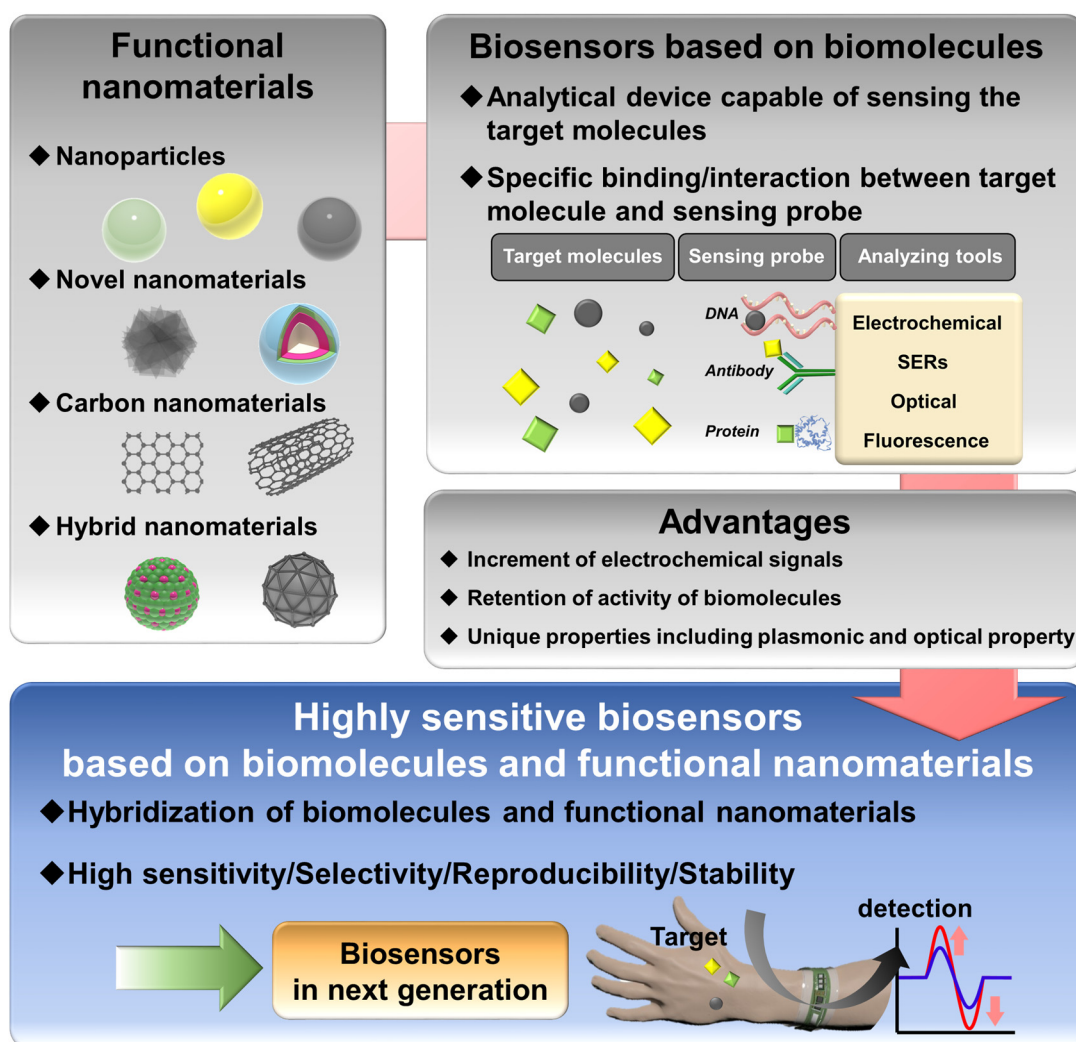 Functional
nanomaterials
◆Nanoparticles
◆Novel nanomaterials
◆Carbon nanomaterials
◆Hybrid nanomaterials
Biosensors based on biomolecules
◆Analytical device capable of sensing the
target molecules
◆Specific binding/interaction between target
molecule and sensing probe
Target molecules
Sensing probe
Analyzing tools
DNA
Antibody
Protein
Electrochemical
SERs
Optical
Fluorescence
Advantages
◆ Increment of electrochemical signals
◆ Retention of activity of biomolecules
◆ Unique properties including plasmonic and optical property
Highly sensitive biosensors
based on biomolecules and functional nanomaterials
◆Hybridization of biomolecules and functional nanomaterials
◆High sensitivity/Selectivity/Reproducibility/Stability
Biosensors
in next generation
Target
detection